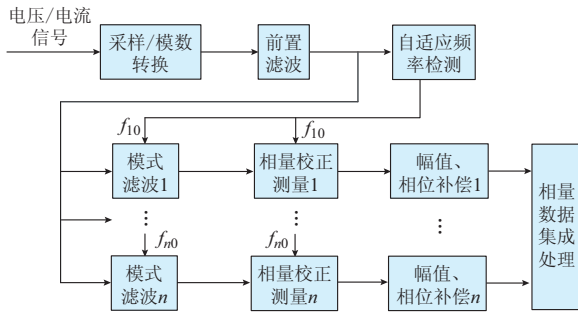 电压/电流
信号
采样/模数
转换
前置
滤波
自适应频
率检测
f10
f10
模式
滤波1
相量校正
测量1
幅值、
相位补偿1
⋮
fn0
⋮
fn0
⋮
模式
滤波n
相量校正
测量n
幅值、
相位补偿n
相量
数据
集成
处理